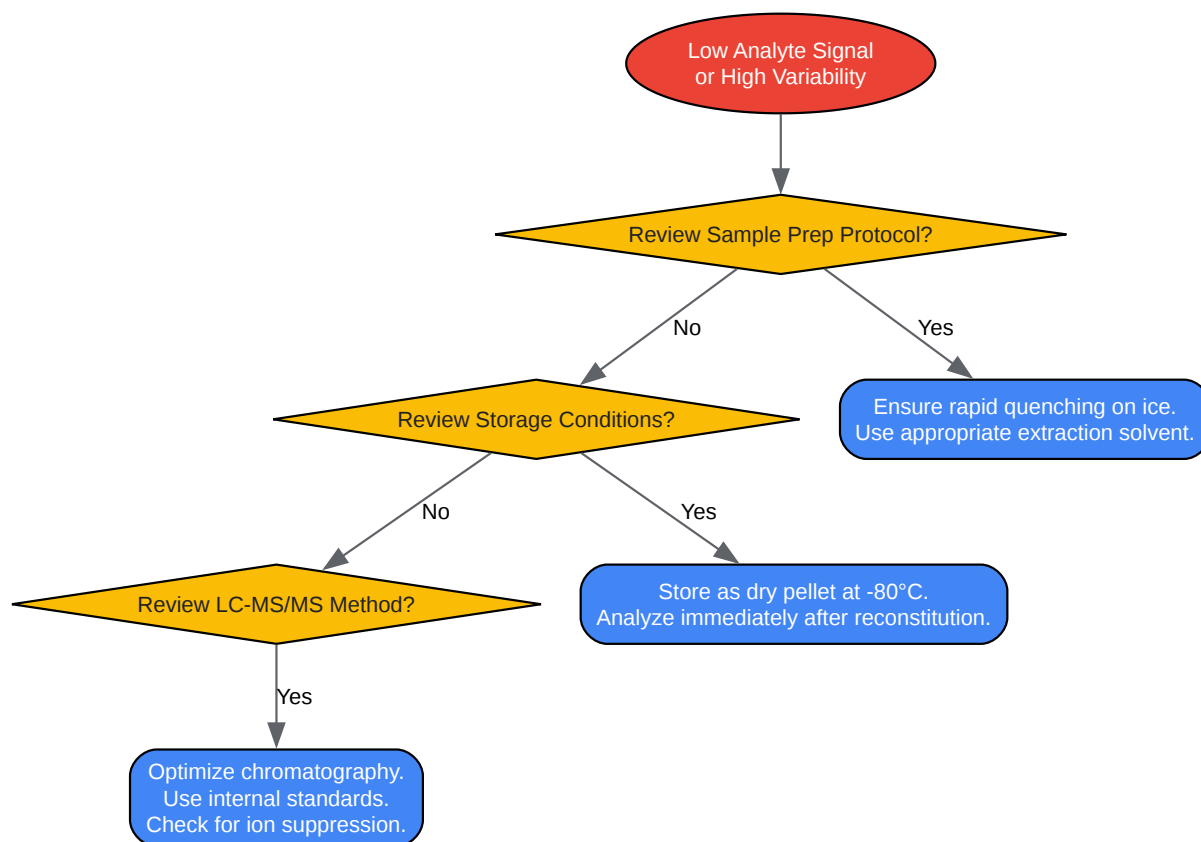 Low Analyte Signal
or High Variability
Review Sample Prep Protocol?
No
Yes
Review Storage Conditions?
Ensure rapid quenching on ice.
Use appropriate extraction solvent.
No
Yes
Review LC-MS/MS Method?
Store as dry pellet at -80°C.
Analyze immediately after reconstitution.
Yes
Optimize chromatography.
Use internal standards.
Check for ion suppression.